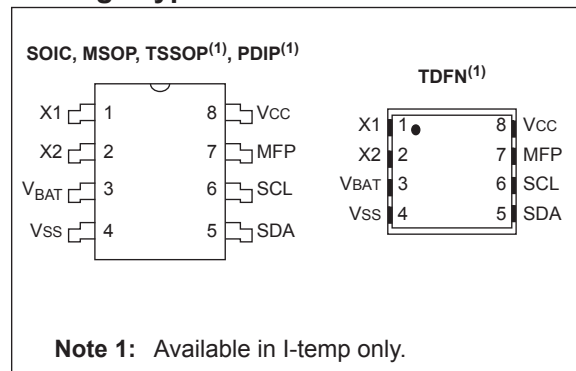 SOIC, MSOP, TSSOP(1), PDIP(1)
X1 1 8 VCC
X2 2 7 MFP
VBAT 3 6 SCL
VSS 4 5 SDA
TDFN(1)
X1 1 8 VCC
X2 2 7 MFP
VBAT 3 6 SCL
VSS 4 5 SDA
Note 1: Available in I-temp only.